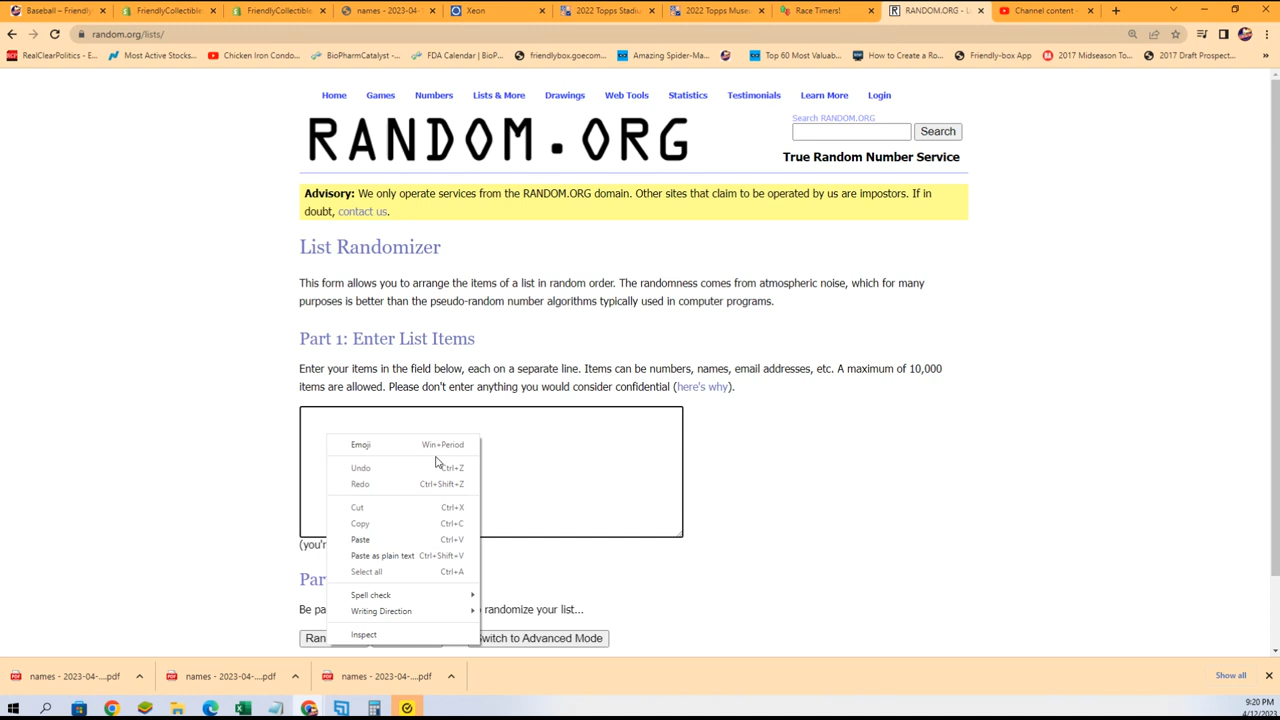 Baseball – Friendly
FriendlyCollectible
FriendlyCollectible
names - 2023-04-
Xeon
2022 Topps Stadiu
2022 Topps Muse
Race Timers!
RANDOM.ORG - L
Channel content -
random.org/lists/
RealClearPolitics - E...
Most Active Stocks...
Chicken Iron Condo...
BioPharmCatalyst -...
FDA Calendar | BioP...
friendlybox.goecom...
Amazing Spider-Ma...
Top 60 Most Valuab...
How to Create a Ro...
Friendly-box App
2017 Midseason To...
2017 Draft Prospect...
Home Games Numbers Lists & More Drawings Web Tools Statistics Testimonials Learn More Login
Search RANDOM.ORG
RANDOM.ORG
Search
True Random Number Service
Advisory: We only operate services from the RANDOM.ORG domain. Other sites that claim to be operated by us are impostors. If in
doubt, contact us.
List Randomizer
This form allows you to arrange the items of a list in random order. The randomness comes from atmospheric noise, which for many
purposes is better than the pseudo-random number algorithms typically used in computer programs.
Part 1: Enter List Items
Enter your items in the field below, each on a separate line. Items can be numbers, names, email addresses, etc. A maximum of 10,000
items are allowed. Please don't enter anything you would consider confidential (here's why).
Emoji Win+Period
Undo Ctrl+Z
Redo Ctrl+Shift+Z
Cut Ctrl+X
Copy Ctrl+C
Paste Ctrl+V
Paste as plain text Ctrl+Shift+V
Select all Ctrl+A
Spell check
Writing Direction
Inspect
(you'r
Par
Be pa
o randomize your list...
Ran
Switch to Advanced Mode
names - 2023-04-....pdf
names - 2023-04-....pdf
names - 2023-04-....pdf
Show all
9:20 PM
4/12/2023